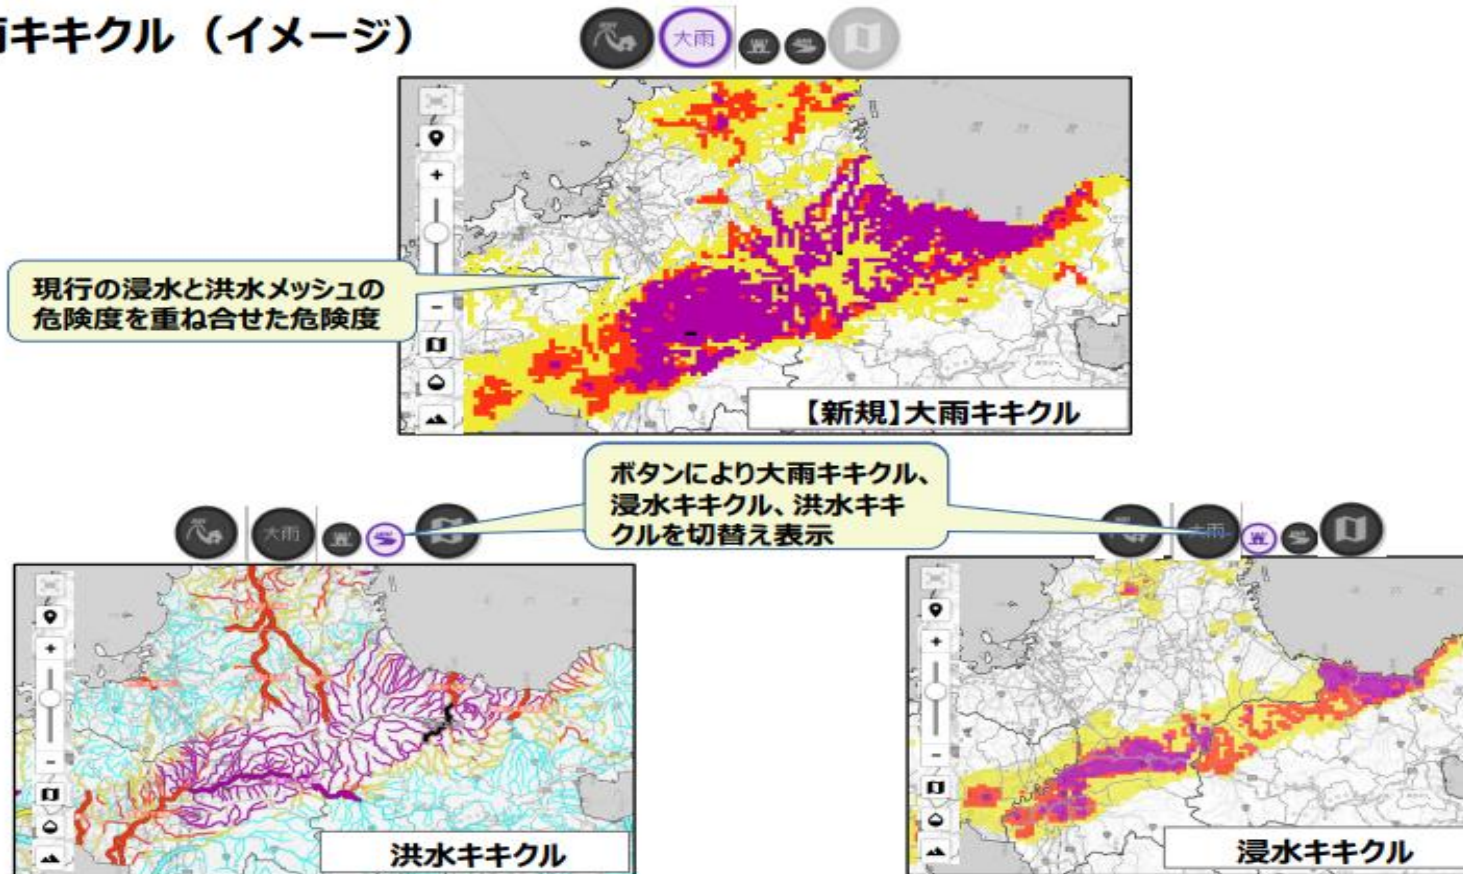 雨キキクル（イメージ）
大雨
現行の浸水と洪水メッシュの
危険度を重ね合せた危険度
【新規】大雨キキクル
ボタンにより大雨キキクル、
浸水キキクル、洪水キキ
クルを切替え表示
大雨
大雨
洪水キキクル
浸水キキクル